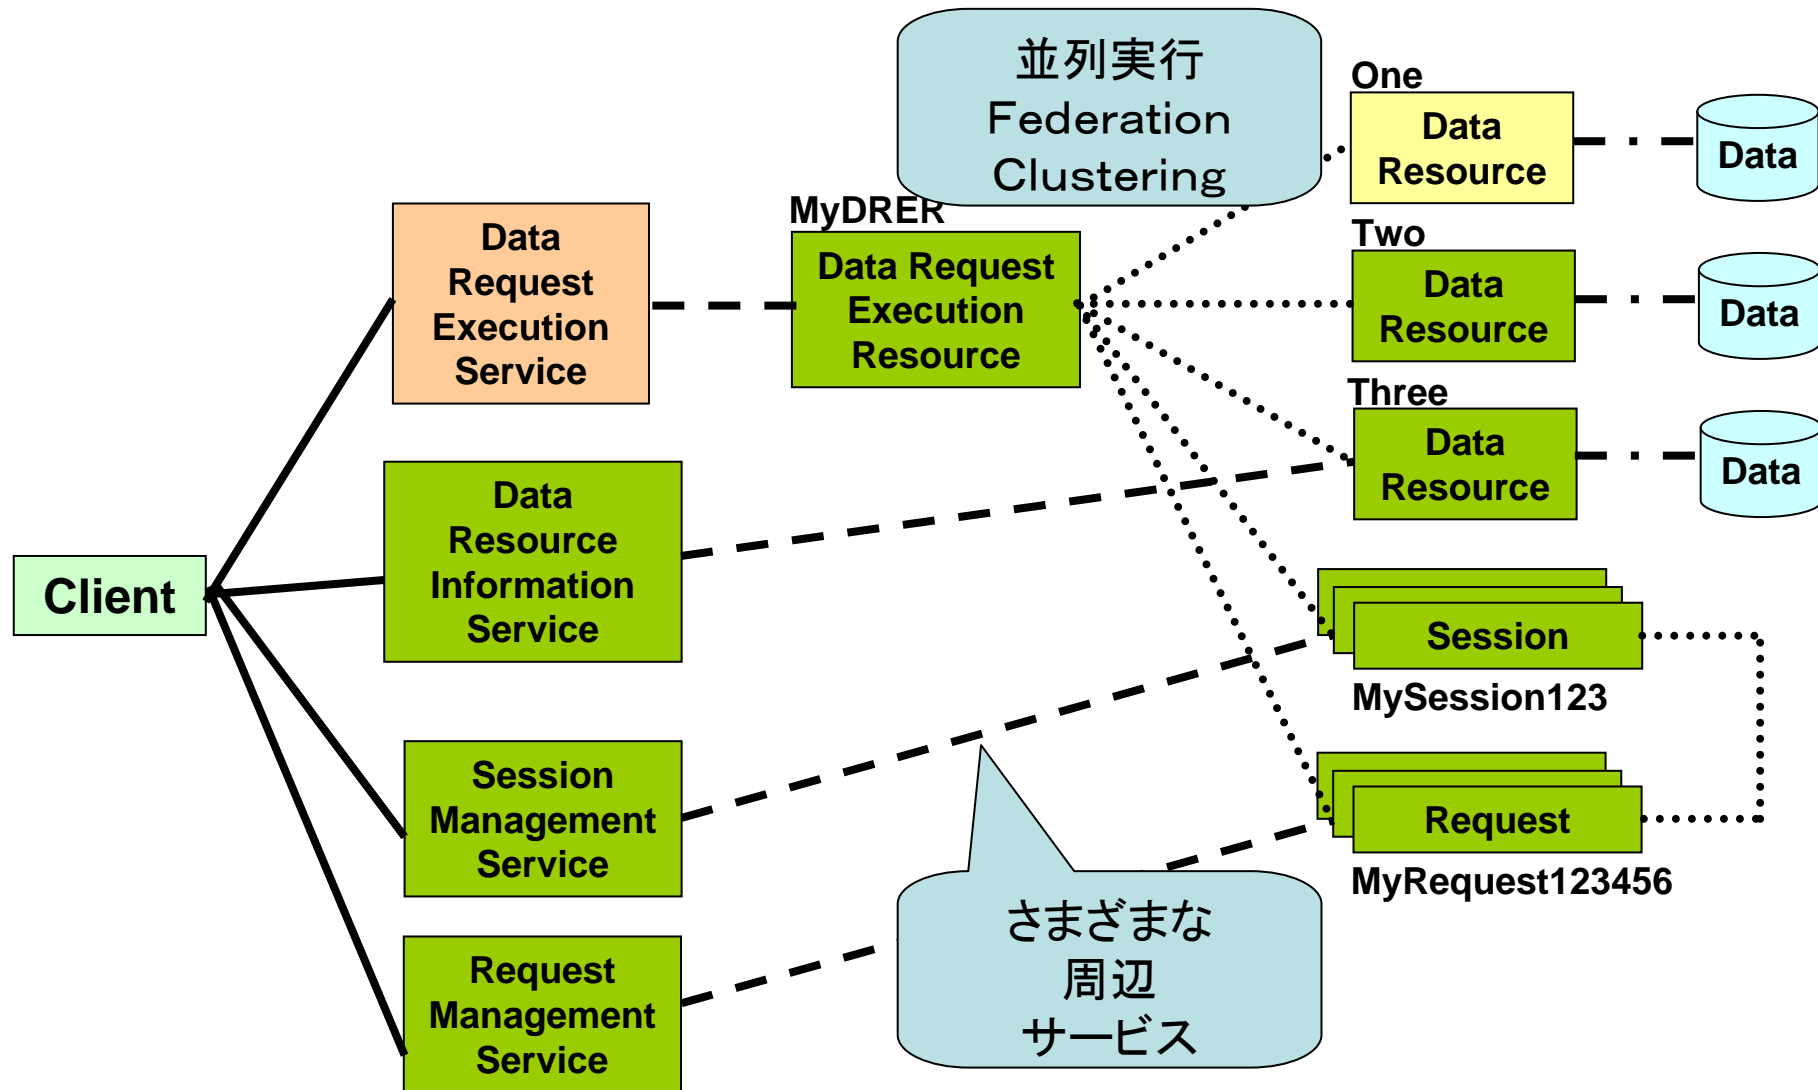 並列実行
Federation
Clustering
One
Data
Resource
Data
MyDRER
Data
Request
Execution
Service
Data Request
Execution
Resource
Two
Data
Resource
Data
Three
Data
Resource
Data
Data
Resource
Information
Service
Client
Session
MySession123
Session
Management
Service
Request
MyRequest123456
さまざまな
周辺
サービス
Request
Management
Service